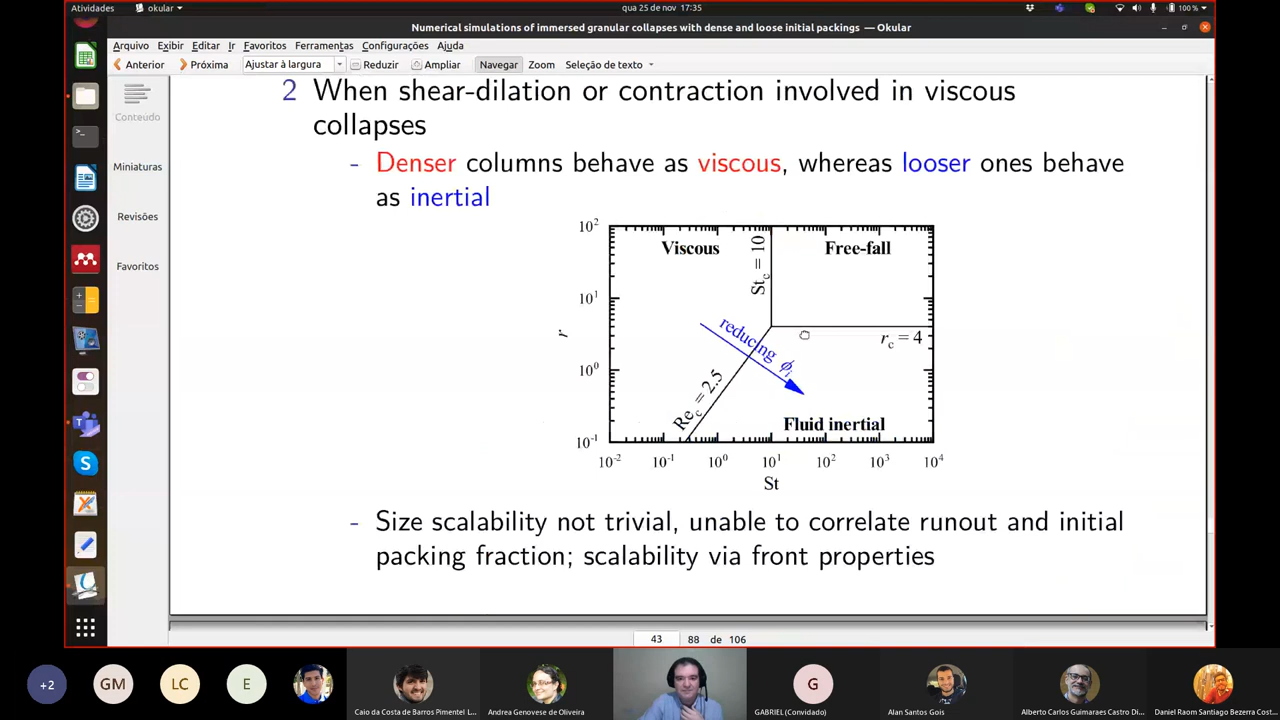 Atividades okular qua 25 de nov 17:35 100 %
Numerical simulations of immersed granular collapses with dense and loose initial packings — Okular
Arquivo Exibir Editar Ir Favoritos Ferramentas Configurações Ajuda
Anterior Próxima Ajustar à largura Reduzir Ampliar Navegar Zoom Seleção de texto
Conteúdo
Miniaturas
Revisões
Favoritos
2 When shear-dilation or contraction involved in viscous
collapses
- Denser columns behave as viscous, whereas looser ones behave
as inertial
10² 10¹ 10⁰ 10⁻¹
r
Viscous
St_c = 10
Free-fall
reducing ϕ_i
r_c = 4
Re_c = 2.5
Fluid inertial
10⁻² 10⁻¹ 10⁰ 10¹ 10² 10³ 10⁴
St
- Size scalability not trivial, unable to correlate runout and initial
packing fraction; scalability via front properties
43 88 de 106
+2 GM LC E G
Caio da Costa de Barros Pimentel L... Andrea Genovese de Oliveira GABRIEL (Convidado) Alan Santos Gois Alberto Carlos Guimaraes Castro Di... Daniel Raom Santiago Bezerra Cost...